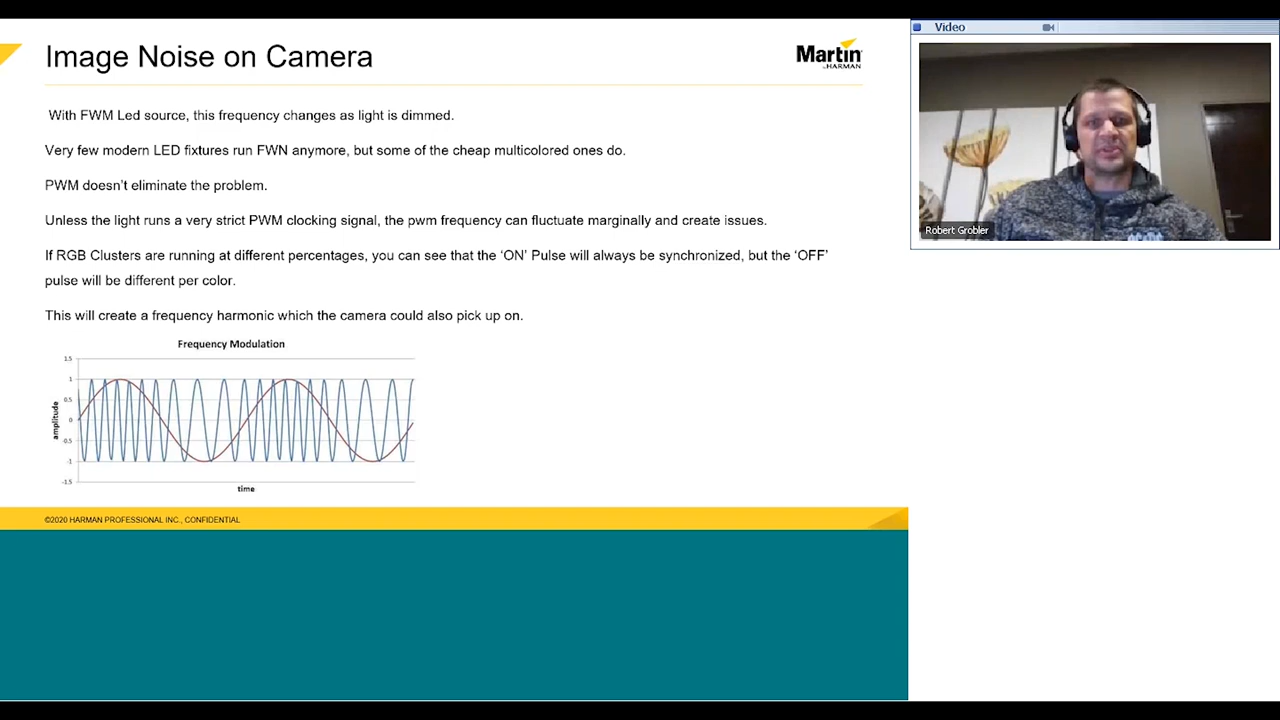 Image Noise on Camera
Martin
by HARMAN
With FWM Led source, this frequency changes as light is dimmed.
Very few modern LED fixtures run FWN anymore, but some of the cheap multicolored ones do.
PWM doesn't eliminate the problem.
Unless the light runs a very strict PWM clocking signal, the pwm frequency can fluctuate marginally and create issues.
If RGB Clusters are running at different percentages, you can see that the ‘ON’ Pulse will always be synchronized, but the ‘OFF’
pulse will be different per color.
This will create a frequency harmonic which the camera could also pick up on.
Frequency Modulation
1.5
1
0.5
0
-0.5
-1
-1.5
amplitude
time
©2020 HARMAN PROFESSIONAL INC., CONFIDENTIAL
Video
Robert Grobler